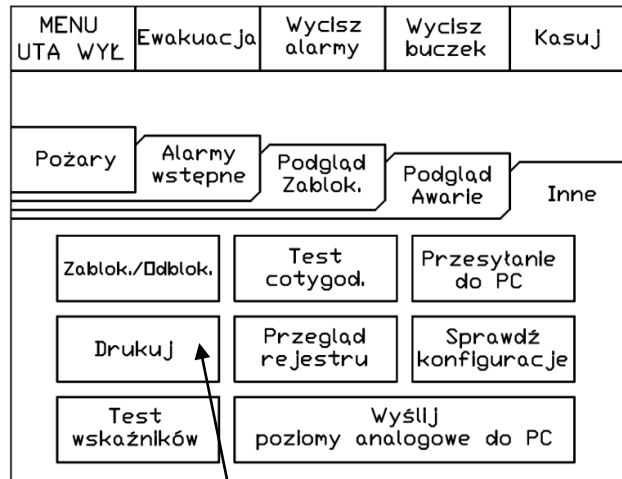 MENU
UTA WYŁ
Ewakuacja
Wycisz
alarmy
Wycisz
buczek
Kasuj
Pożary
Alarmy
wstępne
Podgląd
Zablok.
Podgląd
Awarie
Inne
Zablok./Odblok.
Test
cotygod.
Przesyłanie
do PC
Drukuj
Przegląd
rejestru
Sprawdź
konfiguracje
Test
wskaźników
Wyślij
poziomy analogowe do PC